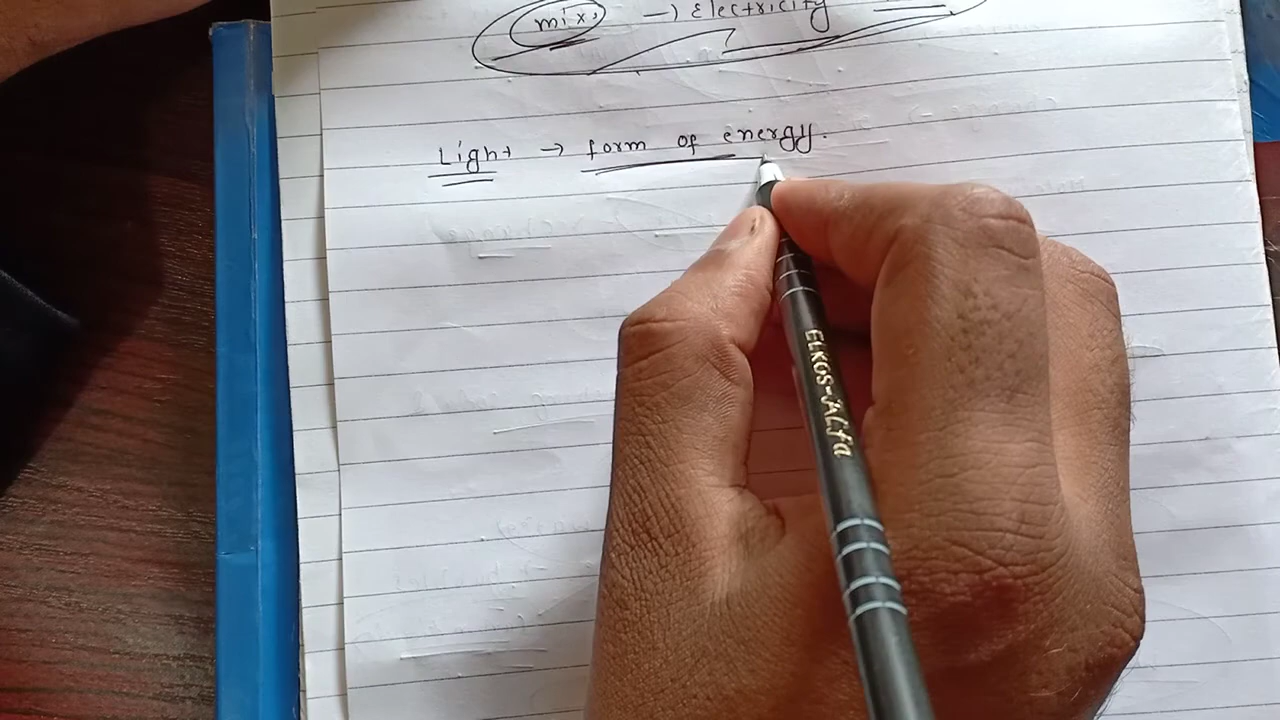 mix, → Electricity
Light → form of energy.
ELKOS-ALfa